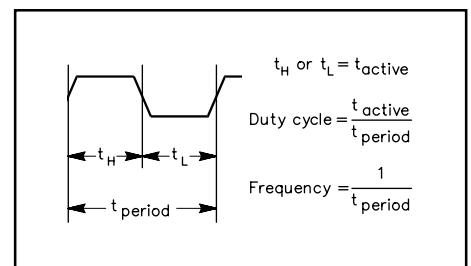 t_H or t_L = t_active
Duty cycle = t_active / t_period
Frequency = 1 / t_period
t_H t_L
t_period